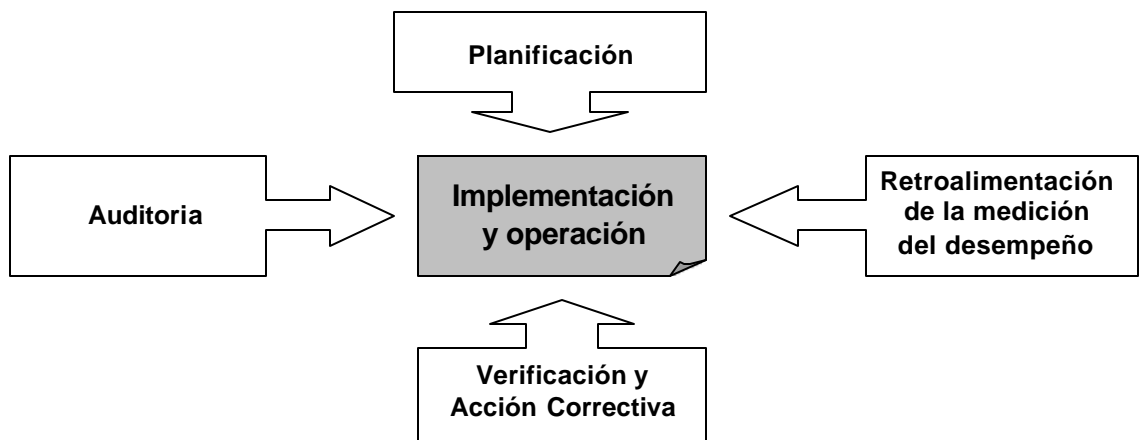 Planificación
Auditoria
Implementación
y operación
Retroalimentación
de la medición
del desempeño
Verificación y
Acción Correctiva